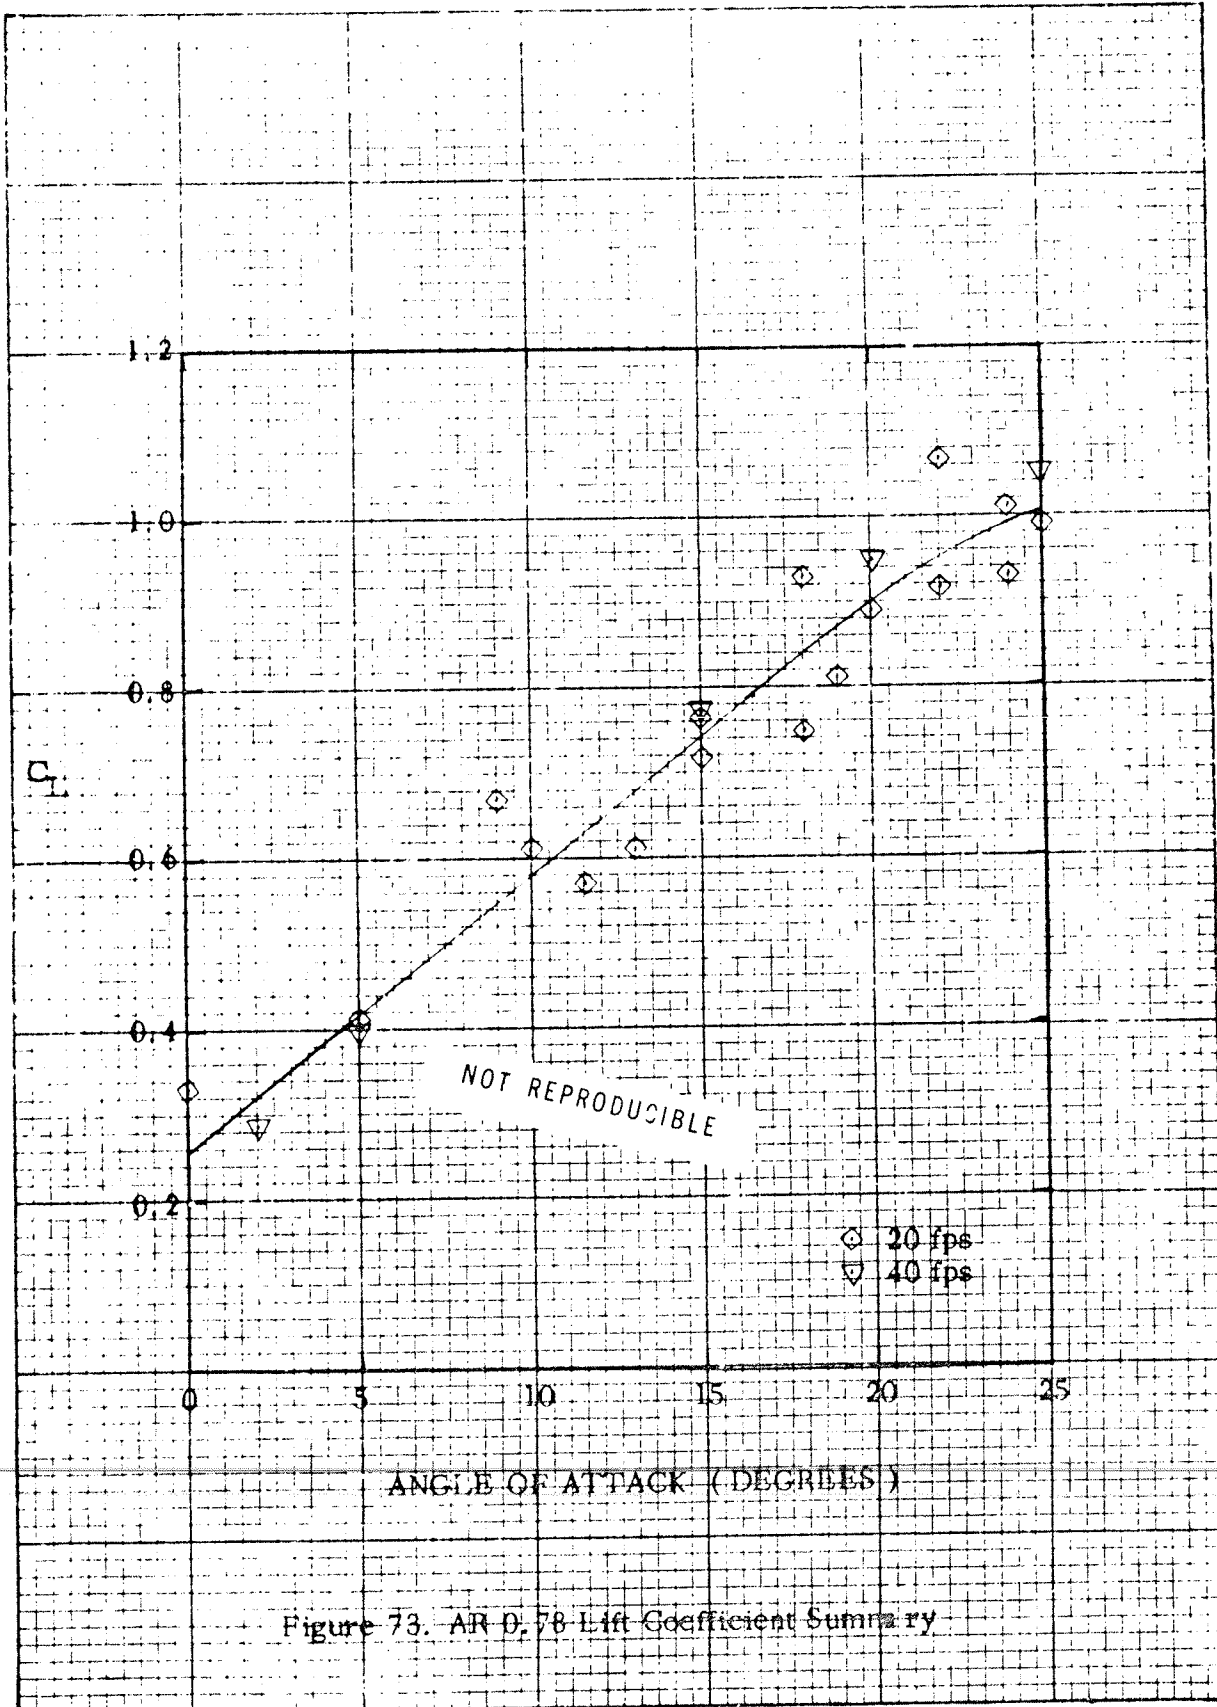 1.2
1.0
0.8
C_L
0.6
0.4
NOT REPRODUCIBLE
0.2
20 fps
40 fps
0 5 10 15 20 25
ANGLE OF ATTACK (DEGREES)
Figure 73. AR 0.78 Lift Coefficient Summary